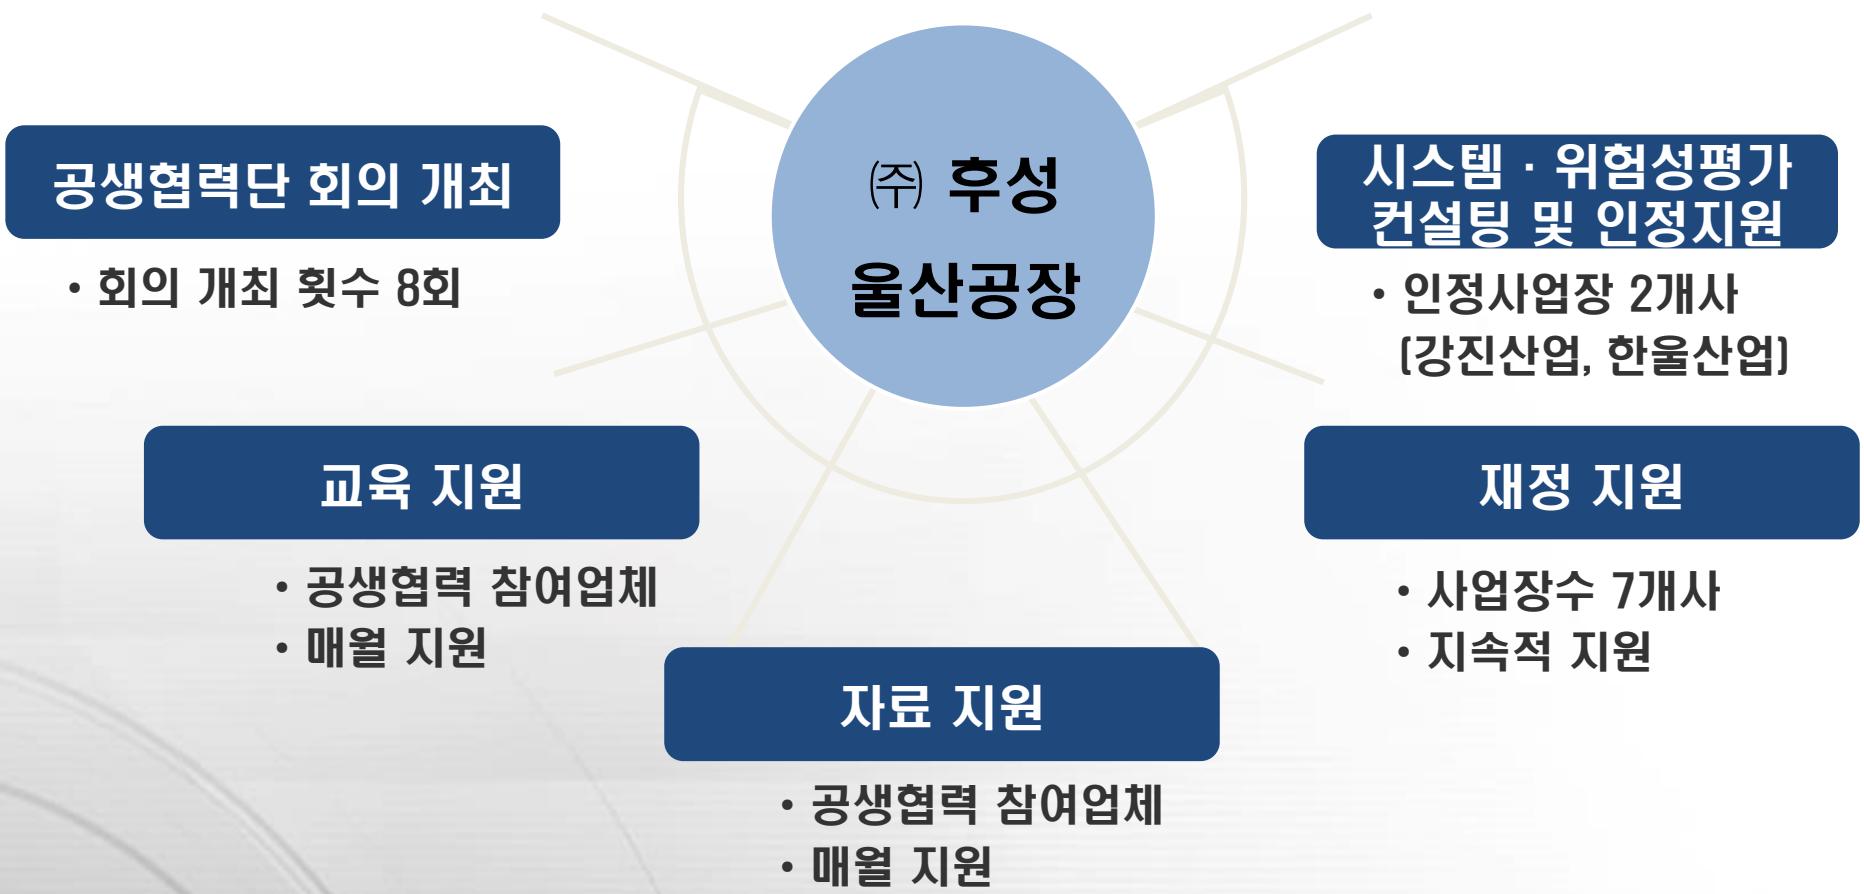 ㈜ 후성
울산공장
공생협력단 회의 개최
• 회의 개최 횟수 8회
시스템 · 위험성평가
컨설팅 및 인정지원
• 인정사업장 2개사
(강진산업, 한울산업)
교육 지원
• 공생협력 참여업체
• 매월 지원
재정 지원
• 사업장수 7개사
• 지속적 지원
자료 지원
• 공생협력 참여업체
• 매월 지원